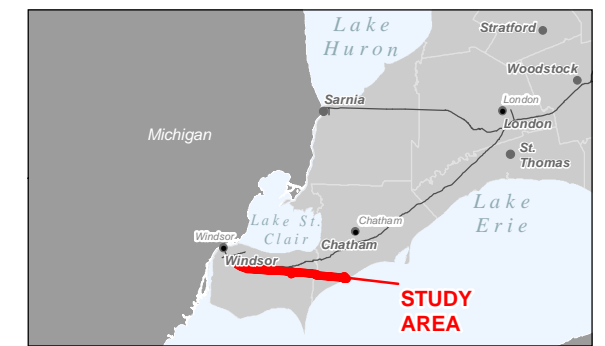 Lake
Huron
Stratford
Woodstock
Sarnia
London
London
Michigan
St.
Thomas
Lake
Erie
Lake St.
Clair
Chatham
Chatham
Windsor
Windsor
STUDY
AREA